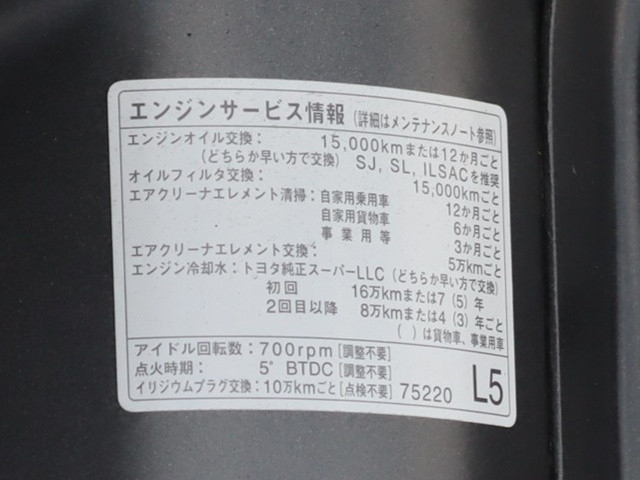 エンジンサービス情報 (詳細はメンテナンスノート参照)
エンジンオイル交換： 15,000kmまたは12か月ごと
(どちらか早い方で交換) SJ, SL, ILSACを推奨
オイルフィルタ交換： 15,000kmごと
エアクリーナエレメント清掃：自家用乗用車 12か月ごと
自家用貨物車 6か月ごと
事業用等 3か月ごと
エアクリーナエレメント交換： 5万kmごと
エンジン冷却水：トヨタ純正スーパーLLC (どちらか早い方で交換)
初回 16万kmまたは7 (5) 年
2回目以降 8万kmまたは4 (3) 年ごと
( ) は貨物車、事業用車
アイドル回転数：700rpm [調整不要]
点火時期： 5° BTDC [調整不要]
イリジウムプラグ交換：10万kmごと [点検不要] 75220 L5